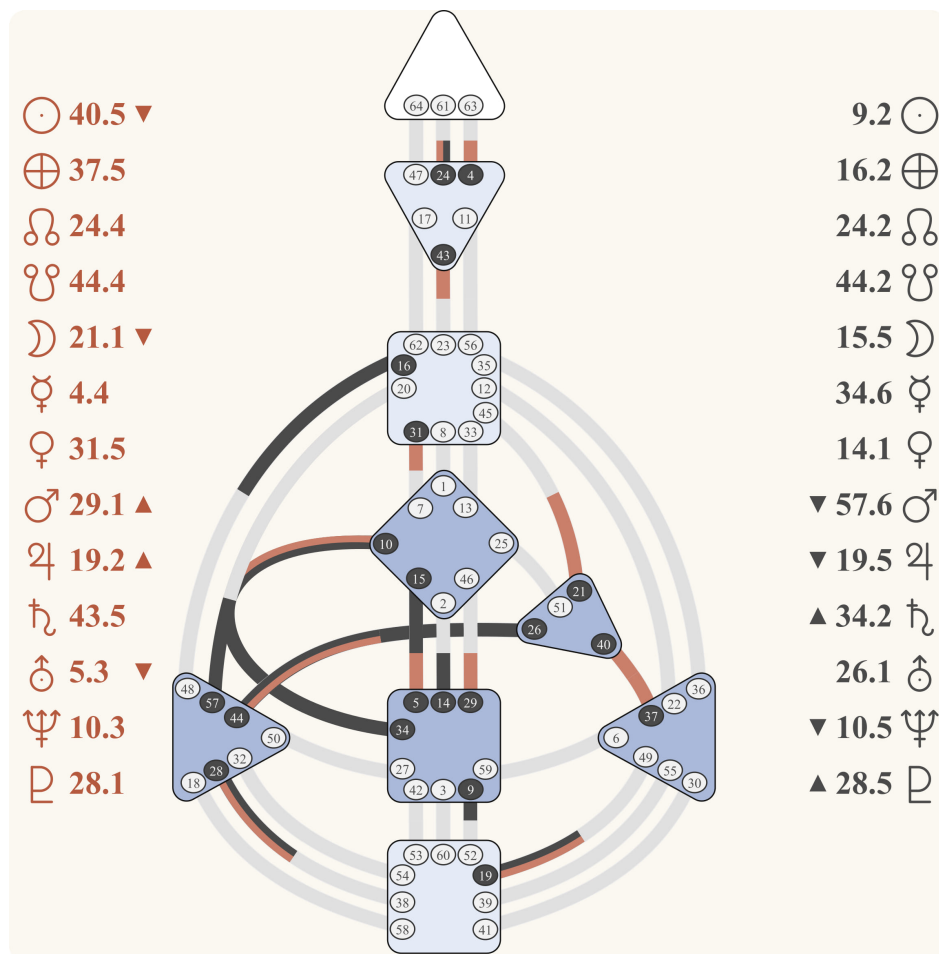 64 61 63
☉ 40.5 ▼
9.2 ☉
⊕ 37.5
47 24 4
16.2 ⊕
☊ 24.4
17 11
24.2 ☊
43
☋ 44.4
44.2 ☋
☽ 21.1 ▼
62 23 56
15.5 ☽
16 35
☿ 4.4
20 12
34.6 ☿
45
31 8 33
♀ 31.5
14.1 ♀
1
♂ 29.1 ▲
7 13
▼ 57.6 ♂
10 25
♃ 19.2 ▲
▼ 19.5 ♃
15 46
21
2 51
♄ 43.5
▲ 34.2 ♄
26
40
⛢ 5.3 ▼
26.1 ⛢
48 36
57 5 14 29 22
44 37
♆ 10.3
34
▼ 10.5 ♆
50 6
32 49
28 27 59 55
♇ 28.1
▲ 28.5 ♇
18 30
42 3 9
53 60 52
54 19
38 39
58 41